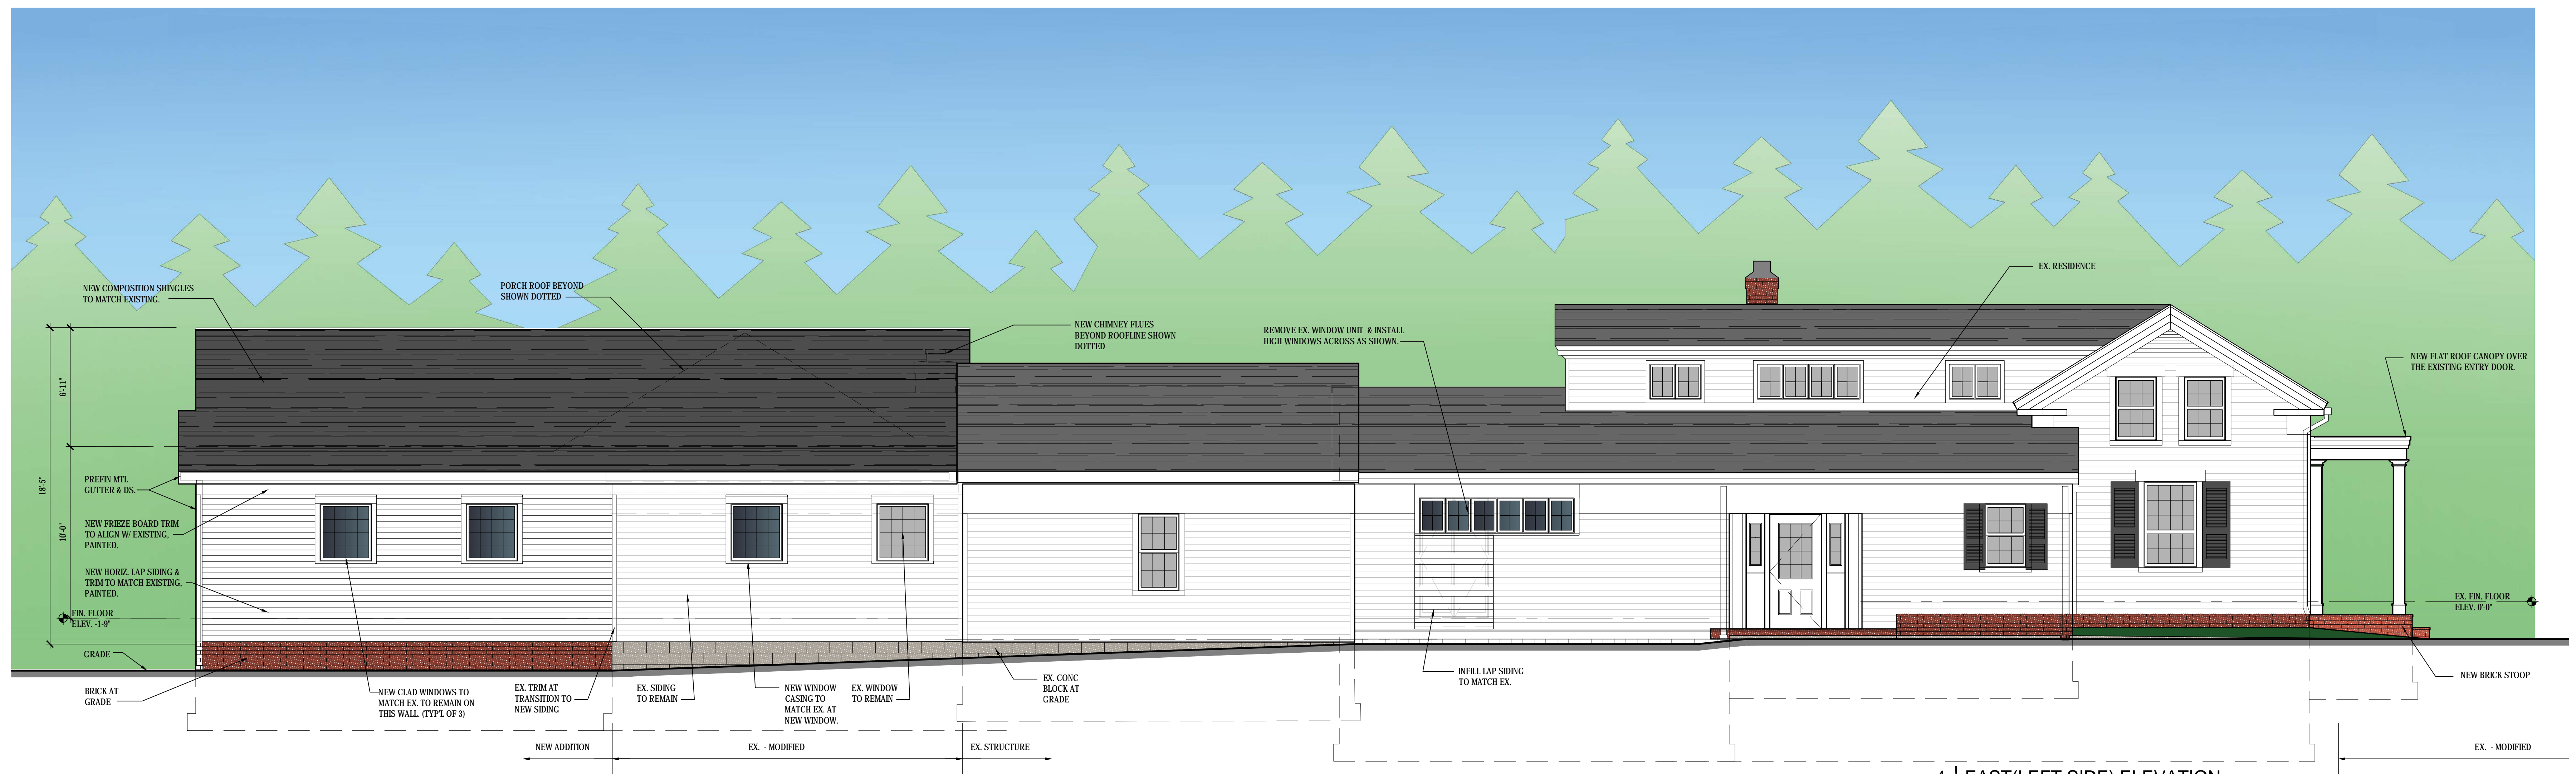 NEW COMPOSITION SHINGLES
TO MATCH EXISTING.
PORCH ROOF BEYOND
SHOWN DOTTED
NEW CHIMNEY FLUES
BEYOND ROOFLINE SHOWN
DOTTED
REMOVE EX. WINDOW UNIT & INSTALL
HIGH WINDOWS ACROSS AS SHOWN.
EX. RESIDENCE
NEW FLAT ROOF CANOPY OVER
THE EXISTING ENTRY DOOR.
6'-11"
18'-5"
10'-0"
PREFIN MTL
GUTTER & DS.
NEW FRIEZE BOARD TRIM
TO ALIGN W/ EXISTING,
PAINTED.
NEW HORIZ. LAP SIDING &
TRIM TO MATCH EXISTING,
PAINTED.
FIN. FLOOR
ELEV. -1'-9"
GRADE
BRICK AT
GRADE
NEW CLAD WINDOWS TO
MATCH EX. TO REMAIN ON
THIS WALL. (TYP'L OF 3)
EX. TRIM AT
TRANSITION TO
NEW SIDING
EX. SIDING
TO REMAIN
NEW WINDOW
CASING TO
MATCH EX. AT
NEW WINDOW.
EX. WINDOW
TO REMAIN
EX. CONC
BLOCK AT
GRADE
INFILL LAP SIDING
TO MATCH EX.
EX. FIN. FLOOR
ELEV. 0'-0"
NEW BRICK STOOP
NEW ADDITION
EX. - MODIFIED
EX. STRUCTURE
EX. - MODIFIED
EAST(LEFT SIDE) ELEVATION